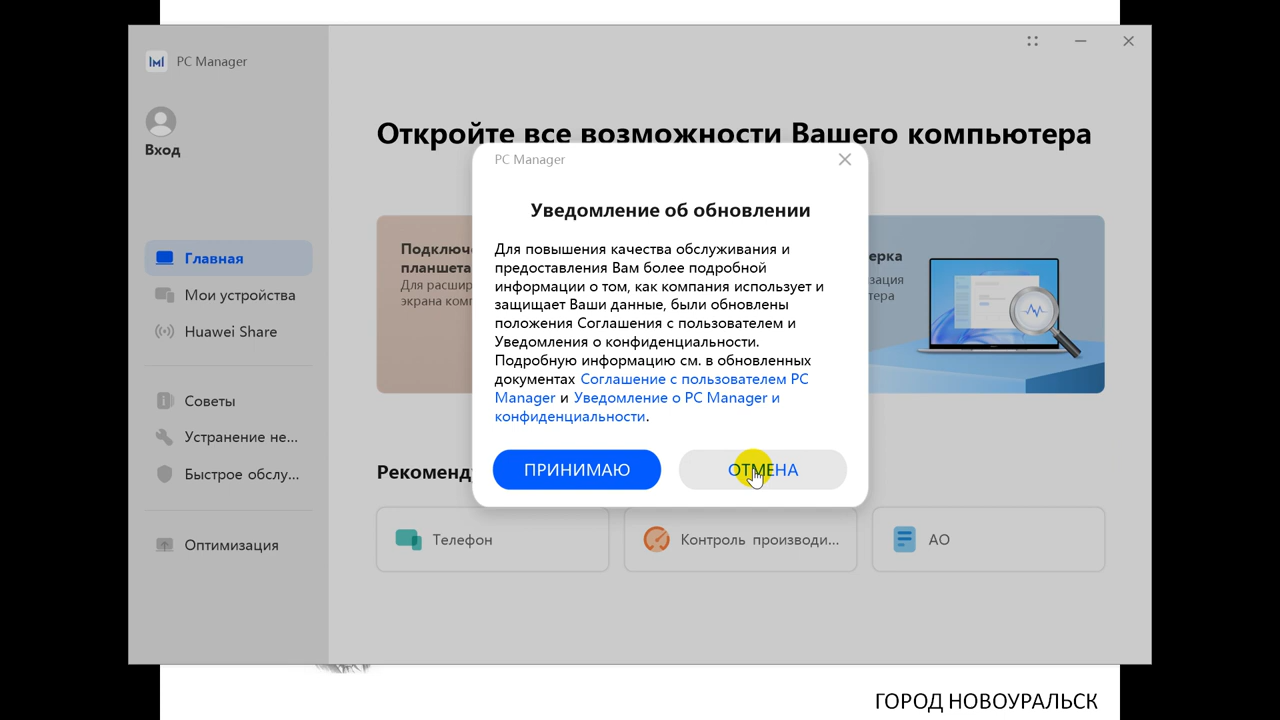 PC Manager
Вход
Главная
Мои устройства
Huawei Share
Советы
Устранение не...
Быстрое обслу...
Оптимизация
Откройте все возможности Вашего компьютера
Подключ
планшета
Для расшир
экрана комп
ерка
зация
тера
PC Manager
Уведомление об обновлении
Для повышения качества обслуживания и
предоставления Вам более подробной
информации о том, как компания использует и
защищает Ваши данные, были обновлены
положения Соглашения с пользователем и
Уведомления о конфиденциальности.
Подробную информацию см. в обновленных
документах Соглашение с пользователем PC
Manager и Уведомление о PC Manager и
конфиденциальности.
ПРИНИМАЮ
ОТМЕНА
Рекоменд
Телефон
Контроль производи...
АО
ГОРОД НОВОУРАЛЬСК